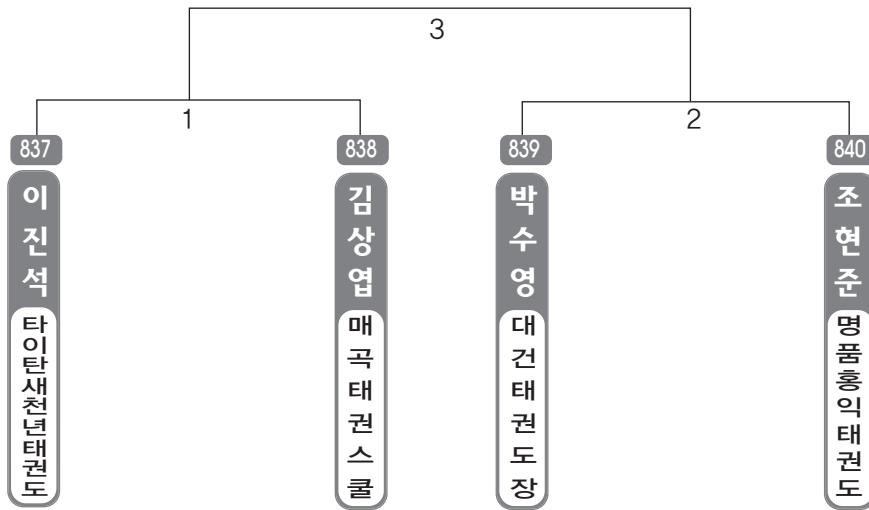 3
1
2
837
838
839
840
이진석
김상엽
박수영
조현준
타이탄새천년태권도
매곡태권스쿨
대건태권도장
명품홍익태권도